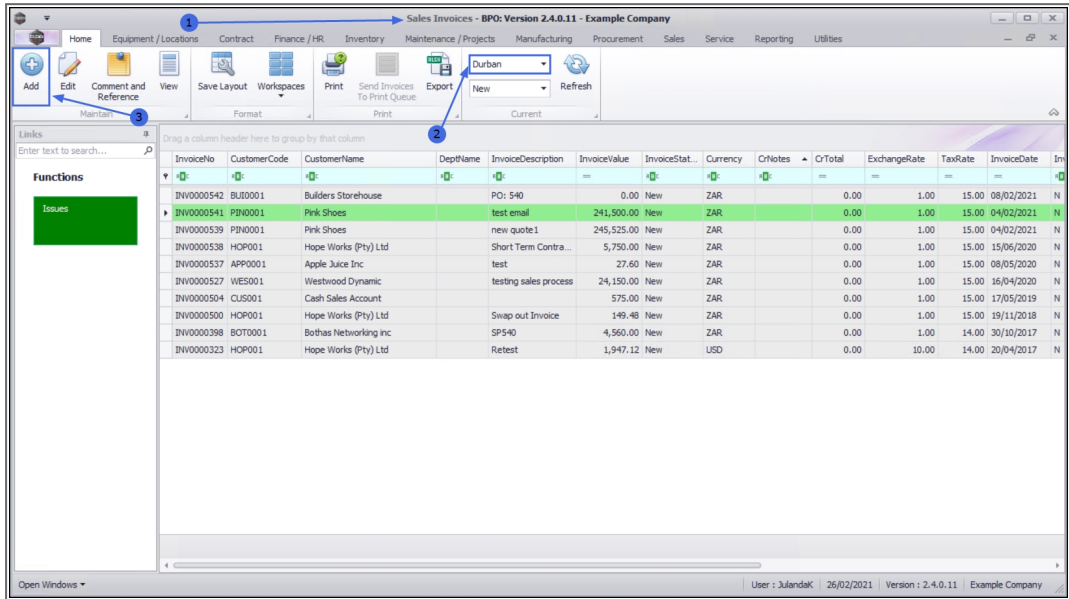 1
Sales Invoices - BPO: Version 2.4.0.11 - Example Company
Home Equipment / Locations Contract Finance / HR Inventory Maintenance / Projects Manufacturing Procurement Sales Service Reporting Utilities
Add Edit Comment and Reference View Save Layout Workspaces Print Send Invoices To Print Queue Export Durban Refresh
New
Maintain 3 Format Print 2 Current
Links
Drag a column header here to group by that column
Enter text to search...
InvoiceNo CustomerCode CustomerName DeptName InvoiceDescription InvoiceValue InvoiceStat... Currency CrNotes CrTotal ExchangeRate TaxRate InvoiceDate Inv
Functions
Issues
INV0000542 BUI0001 Builders Storehouse PO: 540 0.00 New ZAR 0.00 1.00 15.00 08/02/2021 N
INV0000541 PIN0001 Pink Shoes test email 241,500.00 New ZAR 0.00 1.00 15.00 04/02/2021 N
INV0000539 PIN0001 Pink Shoes new quote1 245,525.00 New ZAR 0.00 1.00 15.00 04/02/2021 N
INV0000538 HOP001 Hope Works (Pty) Ltd Short Term Contra... 5,750.00 New ZAR 0.00 1.00 15.00 15/06/2020 N
INV0000537 APP0001 Apple Juice Inc test 27.60 New ZAR 0.00 1.00 15.00 08/05/2020 N
INV0000527 WES001 Westwood Dynamic testing sales process 24,150.00 New ZAR 0.00 1.00 15.00 16/04/2020 N
INV0000504 CUS001 Cash Sales Account 575.00 New ZAR 0.00 1.00 15.00 17/05/2019 N
INV0000500 HOP001 Hope Works (Pty) Ltd Swap out Invoice 149.48 New ZAR 0.00 1.00 15.00 19/11/2018 N
INV0000398 BOT0001 Bothas Networking inc SP540 4,560.00 New ZAR 0.00 1.00 14.00 30/10/2017 N
INV0000323 HOP001 Hope Works (Pty) Ltd Retest 1,947.12 New USD 0.00 10.00 14.00 20/04/2017 N
Open Windows User : JulandaK 26/02/2021 Version : 2.4.0.11 Example Company